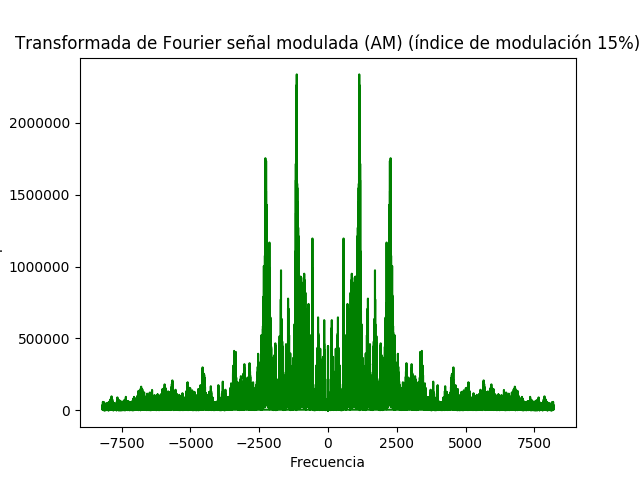 Transformada de Fourier señal modulada (AM) (índice de modulación 15%)
2000000
1500000
1000000
500000
0
−7500 −5000 −2500 0 2500 5000 7500
Frecuencia